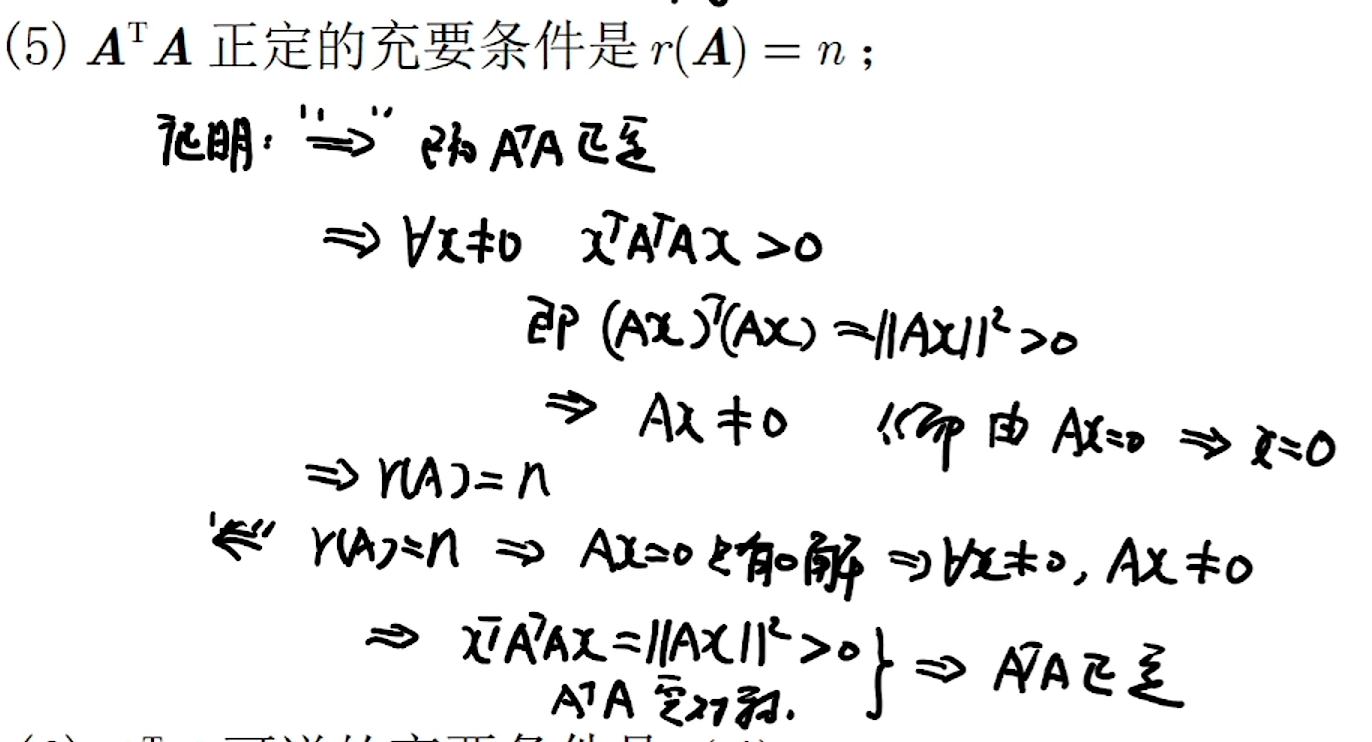 (5) AᵀA 正定的充要条件是 r(A) = n ;
证明: "⇒" 已知 AᵀA 正定
⇒ ∀x≠0 xᵀAᵀAx >0
即 (Ax)ᵀ(Ax) =||Ax||² >0
⇒ Ax ≠ 0 即 由 Ax=0 ⇒ x=0
⇒ r(A) = n
"⇐" r(A)=n ⇒ Ax=0 只有0解 ⇒ ∀x≠0, Ax ≠ 0
⇒ xᵀAᵀAx =||Ax||² >0 } ⇒ AᵀA 正定
AᵀA 实对称.